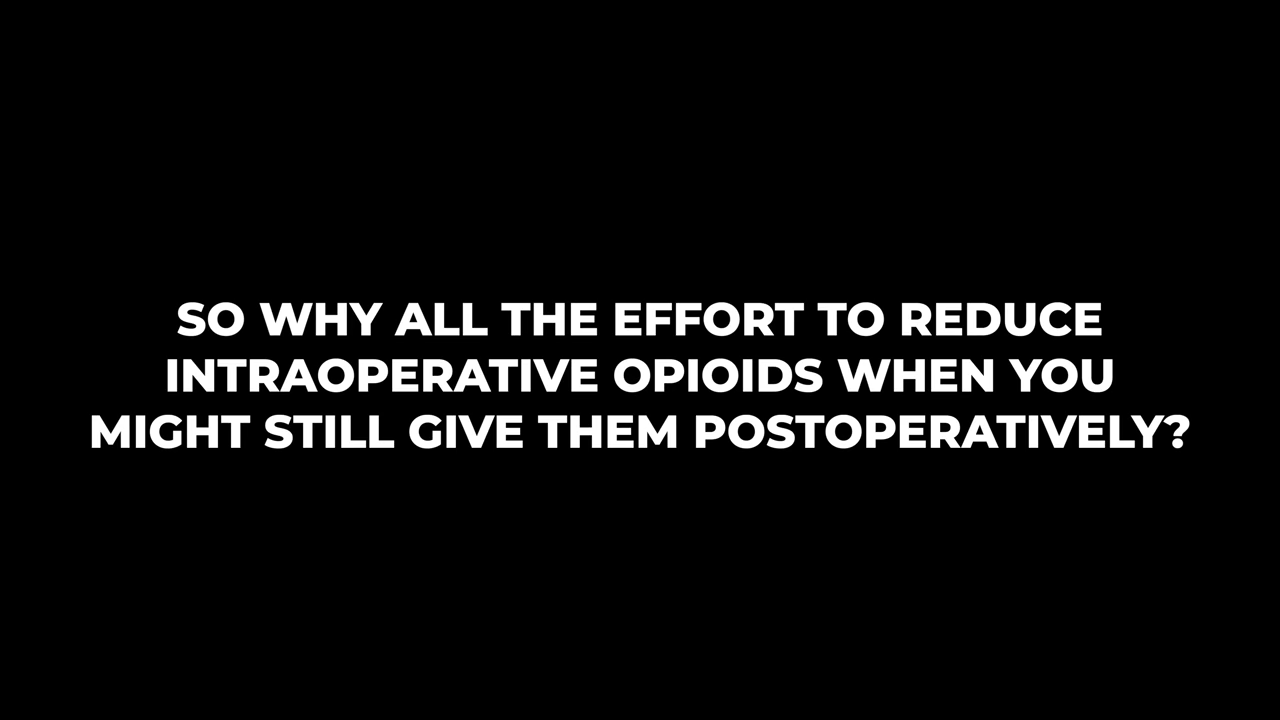 SO WHY ALL THE EFFORT TO REDUCE
INTRAOPERATIVE OPIOIDS WHEN YOU
MIGHT STILL GIVE THEM POSTOPERATIVELY?